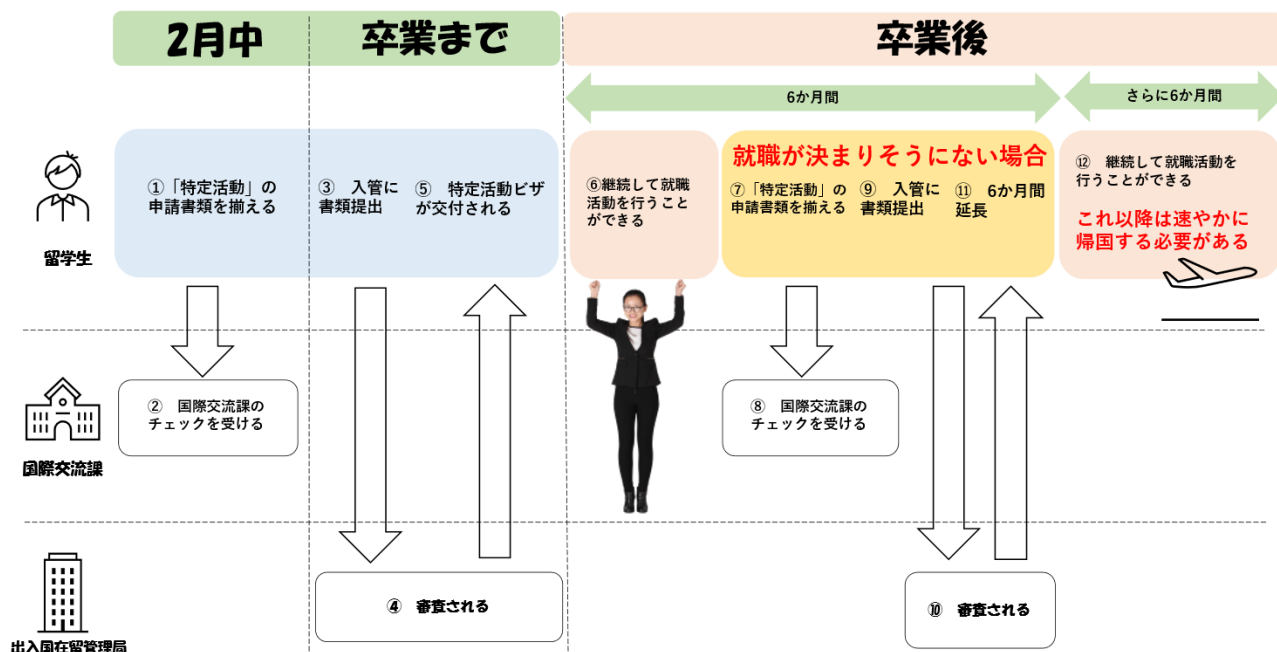 2月中
卒業まで
卒業後
6か月間
さらに6か月間
留学生
①「特定活動」の
申請書類を揃える
③　入管に
書類提出
⑤　特定活動ビザ
が交付される
⑥継続して就職
活動を行うこと
ができる
就職が決まりそうにない場合
⑦「特定活動」の
申請書類を揃える
⑨　入管に
書類提出
⑪　6か月間
延長
⑫　継続して就職活動を
行うことができる
これ以降は速やかに
帰国する必要がある
国際交流課
②　国際交流課の
チェックを受ける
⑧　国際交流課の
チェックを受ける
出入国在留管理局
④　審査される
⑩　審査される